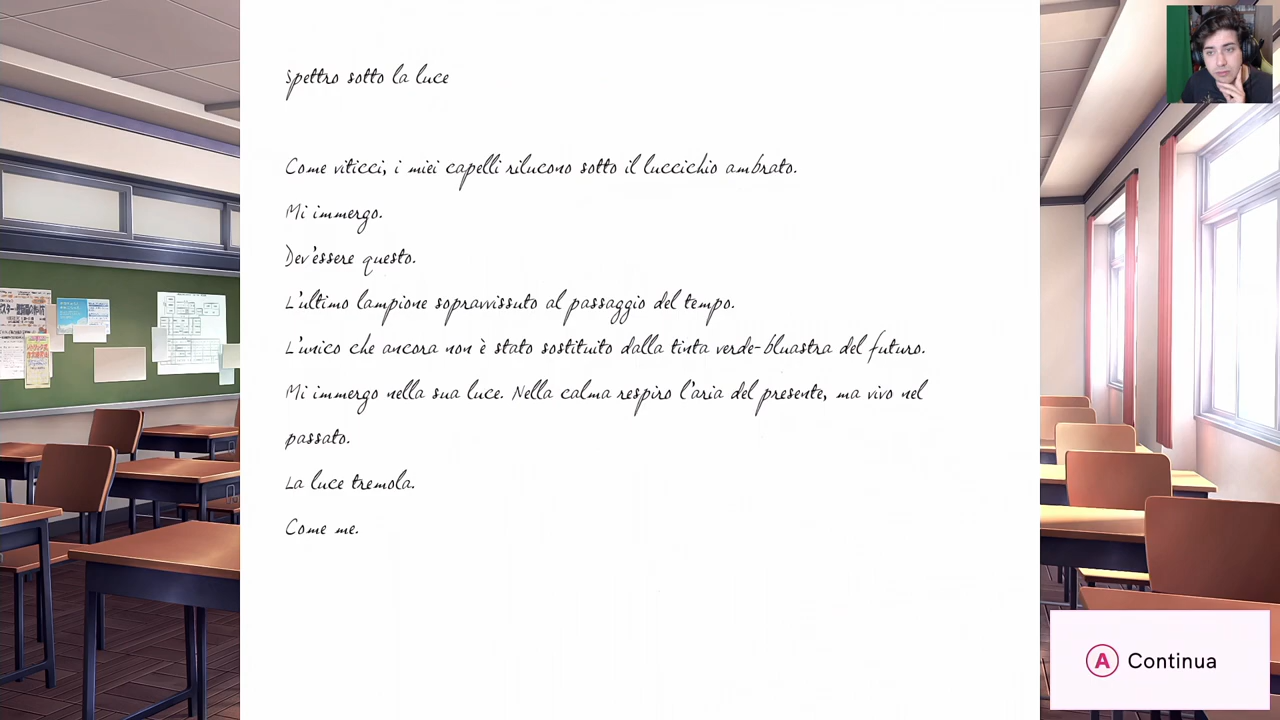 Spettro sotto la luce
Come viticci, i miei capelli rilucono sotto il luccichio ambrato.
Mi immergo.
Dev'essere questo.
L'ultimo lampione sopravvissuto al passaggio del tempo.
L'unico che ancora non è stato sostituito dalla tinta verde-bluastra del futuro.
Mi immergo nella sua luce. Nella calma respiro l'aria del presente, ma vivo nel
passato.
La luce tremola.
Come me.
A Continua